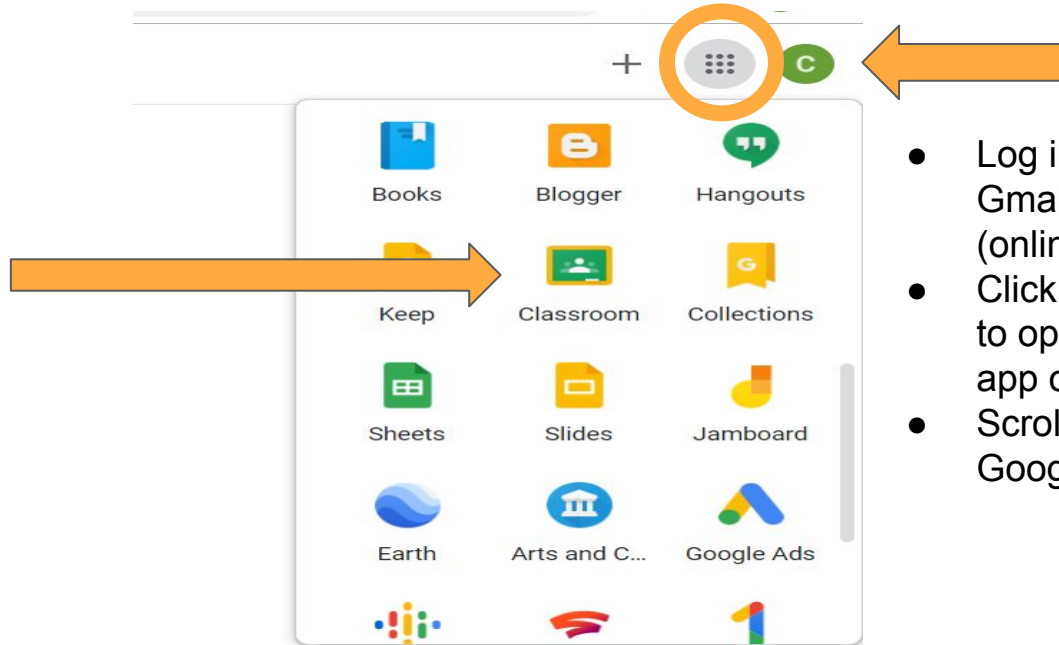 C
Books Blogger Hangouts
G
Keep Classroom Collections
Sheets Slides Jamboard
Earth Arts and C... Google Ads
● Log i
Gma
(onlin
● Click
to op
app
● Scrol
Goog